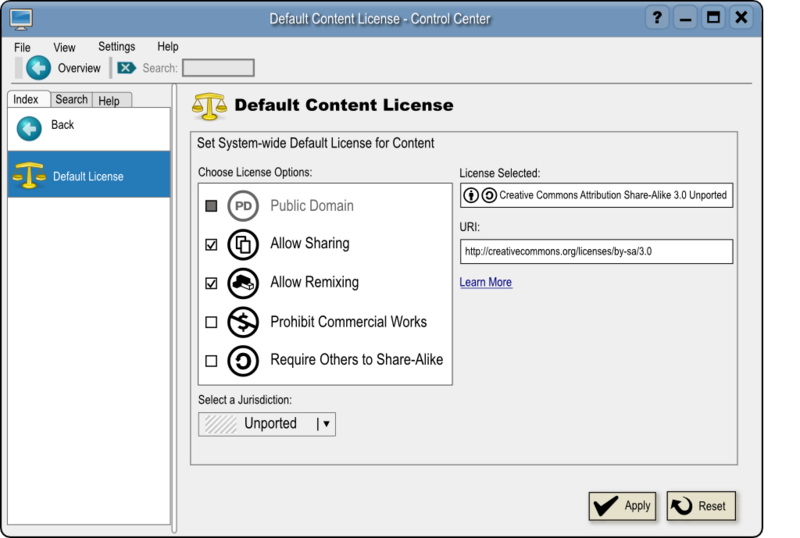 Default Content License - Control Center
File View Settings Help
Overview Search:
Index Search Help
Back
Default License
Default Content License
Set System-wide Default License for Content
Choose License Options:
PD Public Domain
Allow Sharing
Allow Remixing
Prohibit Commercial Works
Require Others to Share-Alike
License Selected:
Creative Commons Attribution Share-Alike 3.0 Unported
URI:
http://creativecommons.org/licenses/by-sa/3.0
Learn More
Select a Jurisdiction:
Unported
Apply Reset